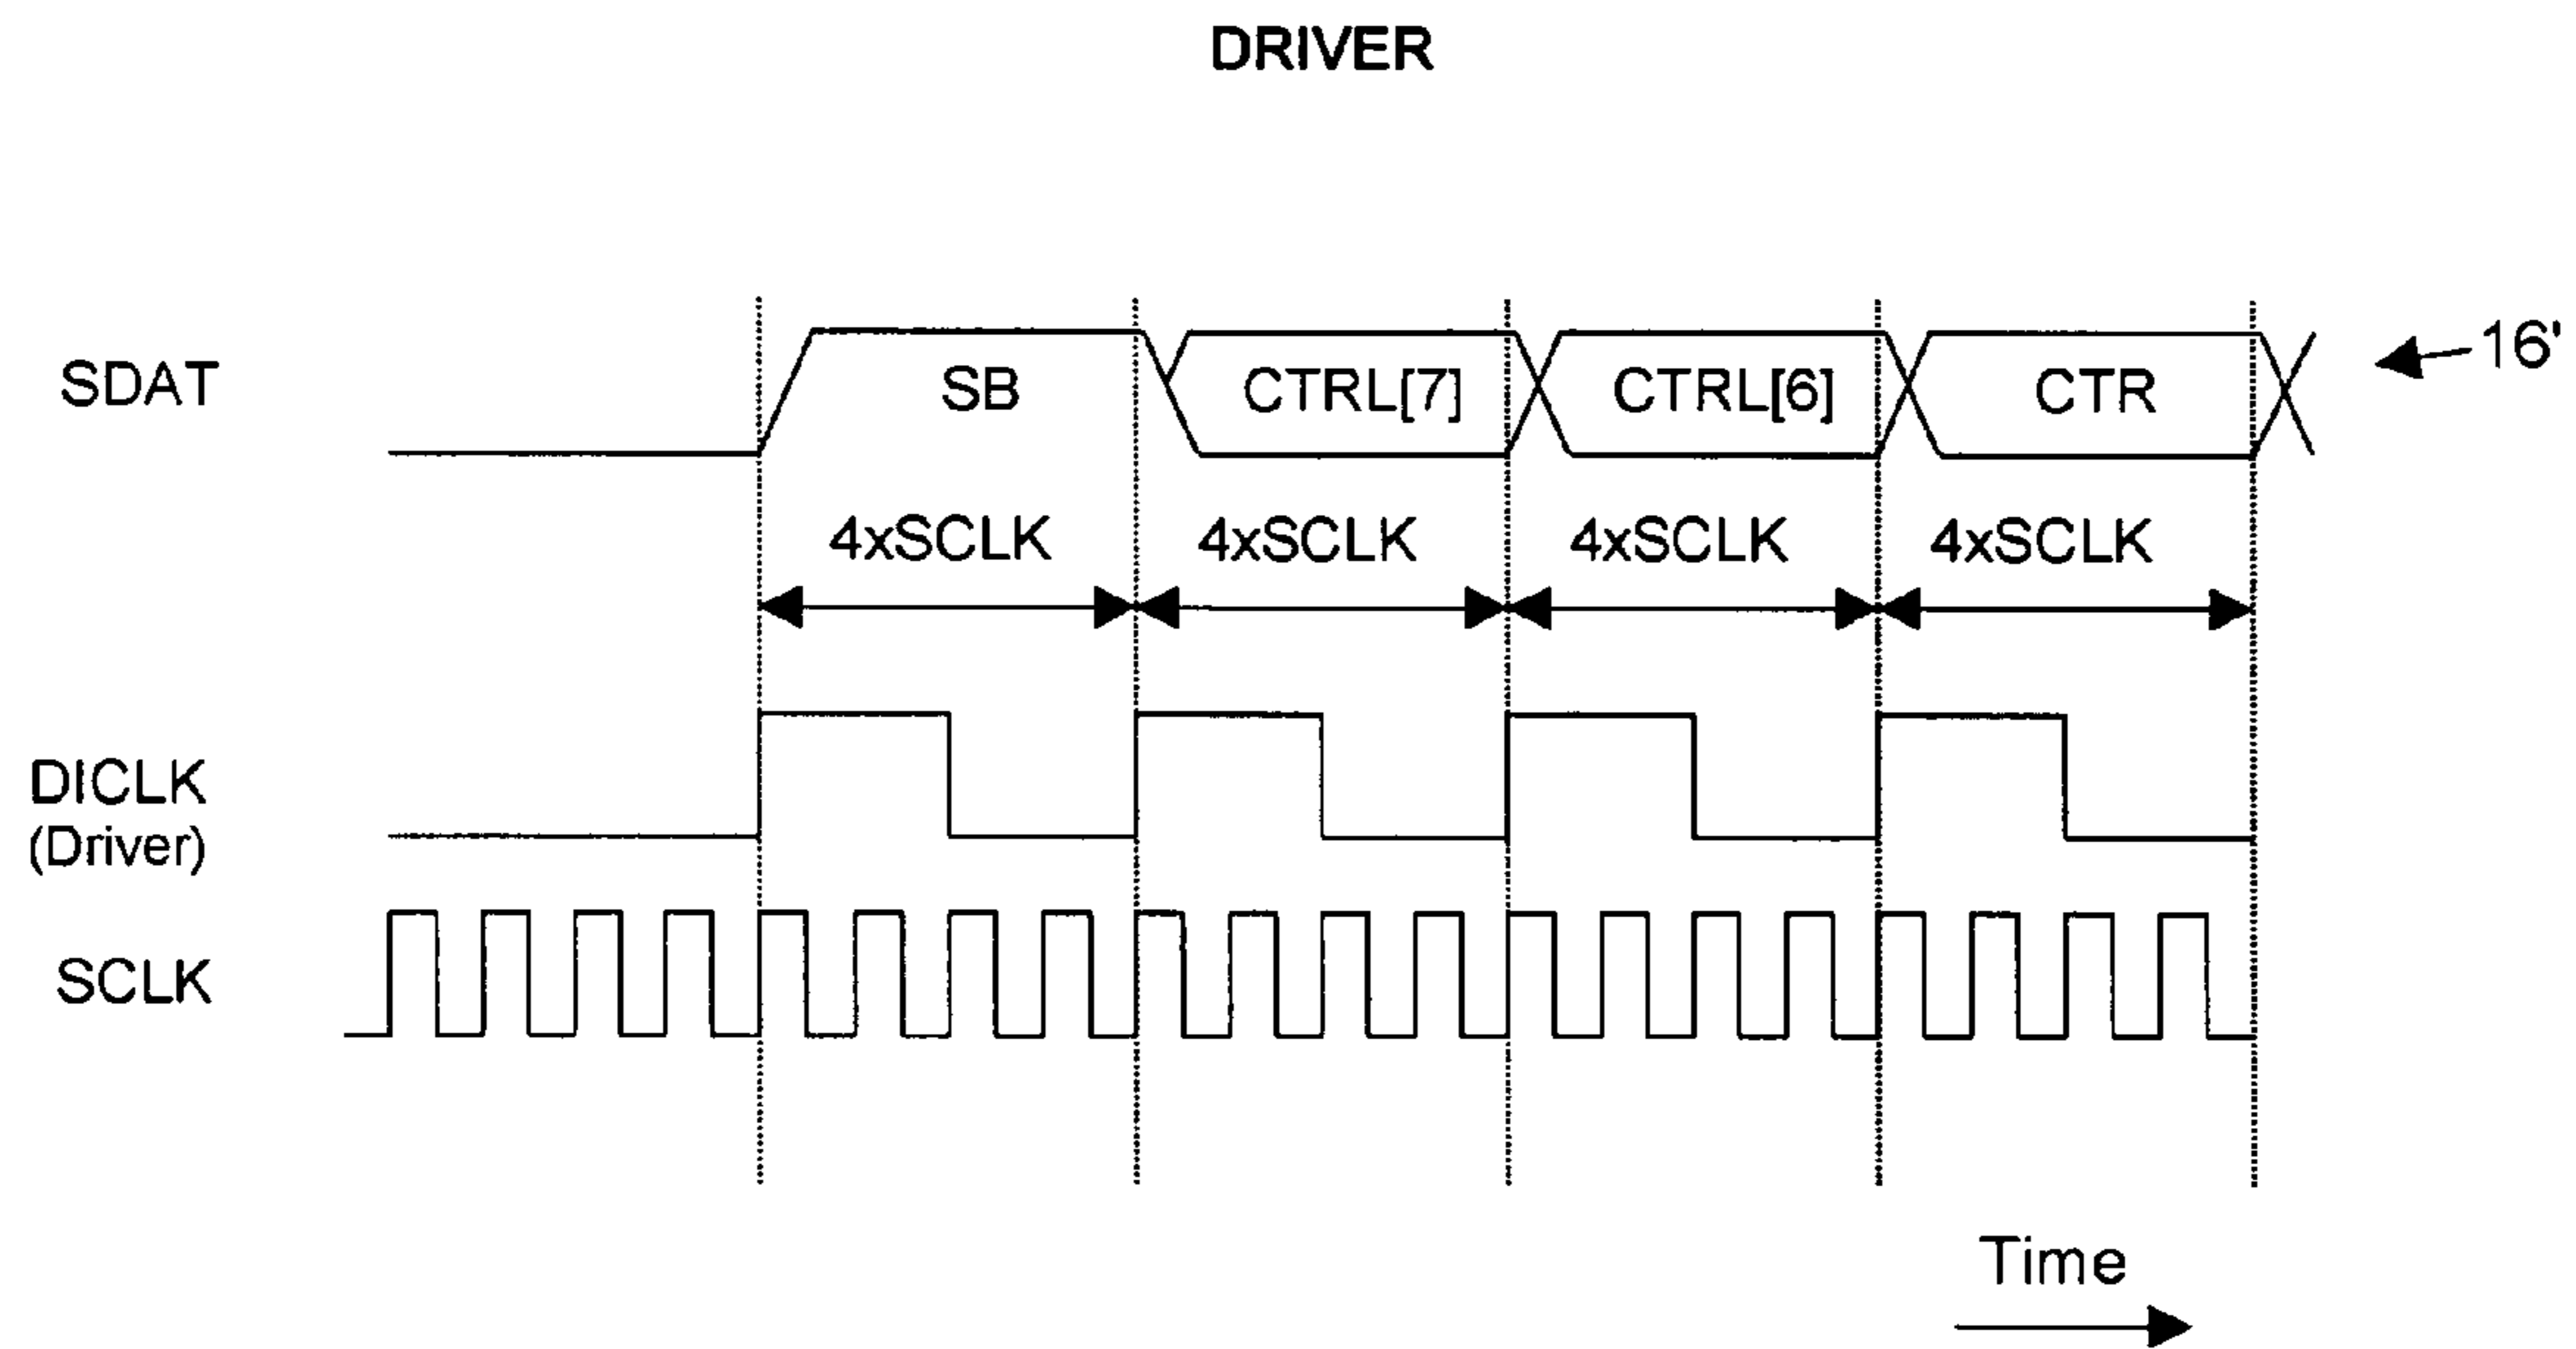 DRIVER
SDAT
SB
CTRL[7]
CTRL[6]
CTR
16'
4xSCLK
4xSCLK
4xSCLK
4xSCLK
DICLK
(Driver)
SCLK
Time